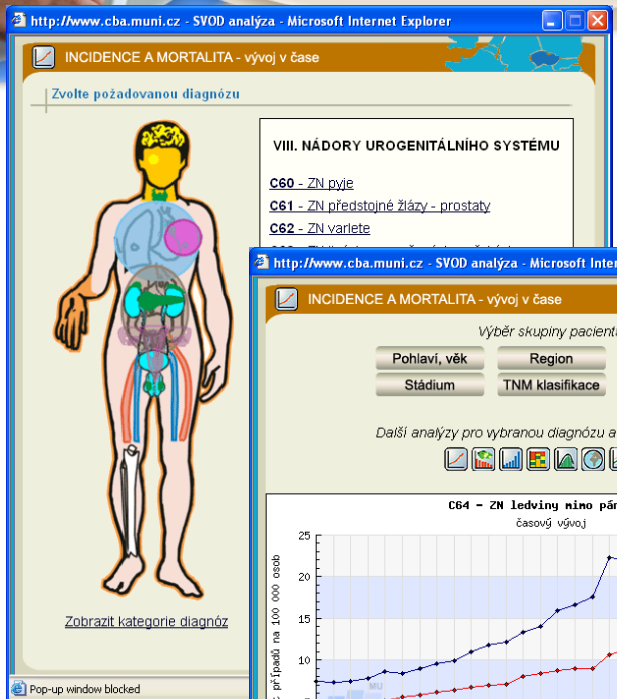 http://www.cba.muni.cz - SVOD analýza - Microsoft Internet Explorer
INCIDENCE A MORTALITA - vývoj v čase
Zvolte požadovanou diagnózu
VIII. NÁDORY UROGENITÁLNÍHO SYSTÉMU
C60 - ZN pyje
C61 - ZN předstojné žlázy - prostaty
C62 - ZN varlete
Zobrazit kategorie diagnóz
Pop-up window blocked
http://www.cba.muni.cz - SVOD analýza - Microsoft Inter
INCIDENCE A MORTALITA - vývoj v čase
Výběr skupiny pacient
Pohlaví, věk
Region
Stádium
TNM klasifikace
Další analýzy pro vybranou diagnózu a
C64 - ZN ledviny mimo pán
časový vývoj
25
20
15
10
případů na 100 000 osob
MU